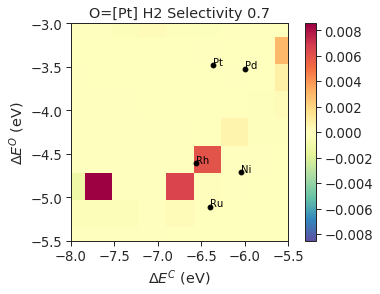 O=[Pt] H2 Selectivity 0.7
−3.0
−3.5
−4.0
−4.5
−5.0
−5.5
ΔE^O (eV)
Pt
Pd
Rh
Ni
Ru
−8.0 −7.5 −7.0 −6.5 −6.0 −5.5
ΔE^C (eV)
0.008
0.006
0.004
0.002
0.000
−0.002
−0.004
−0.006
−0.008